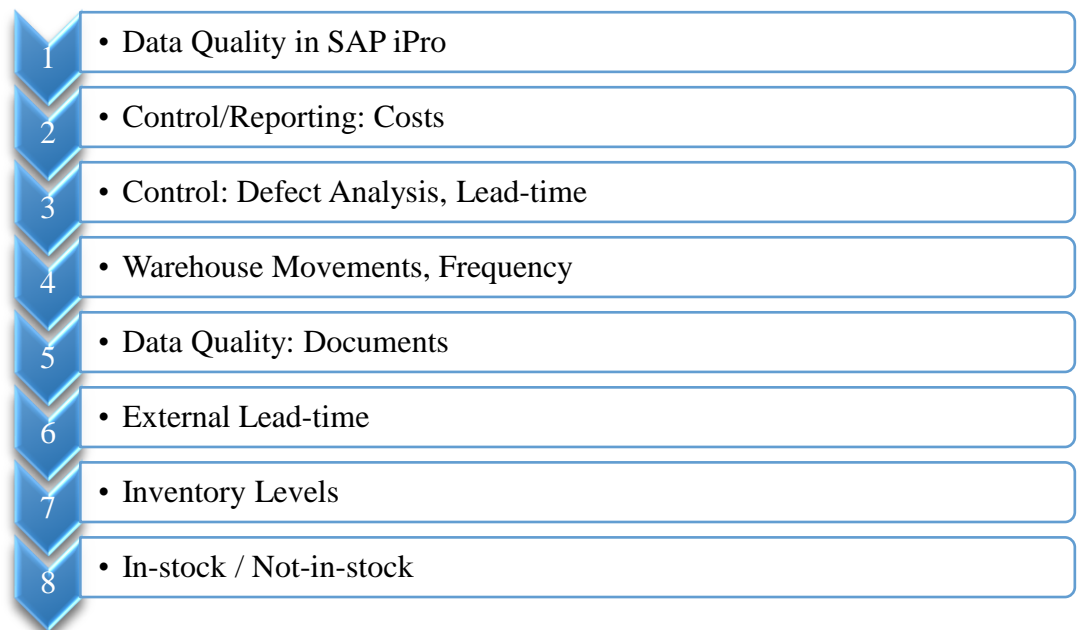 1 • Data Quality in SAP iPro
2 • Control/Reporting: Costs
3 • Control: Defect Analysis, Lead-time
4 • Warehouse Movements, Frequency
5 • Data Quality: Documents
6 • External Lead-time
7 • Inventory Levels
8 • In-stock / Not-in-stock